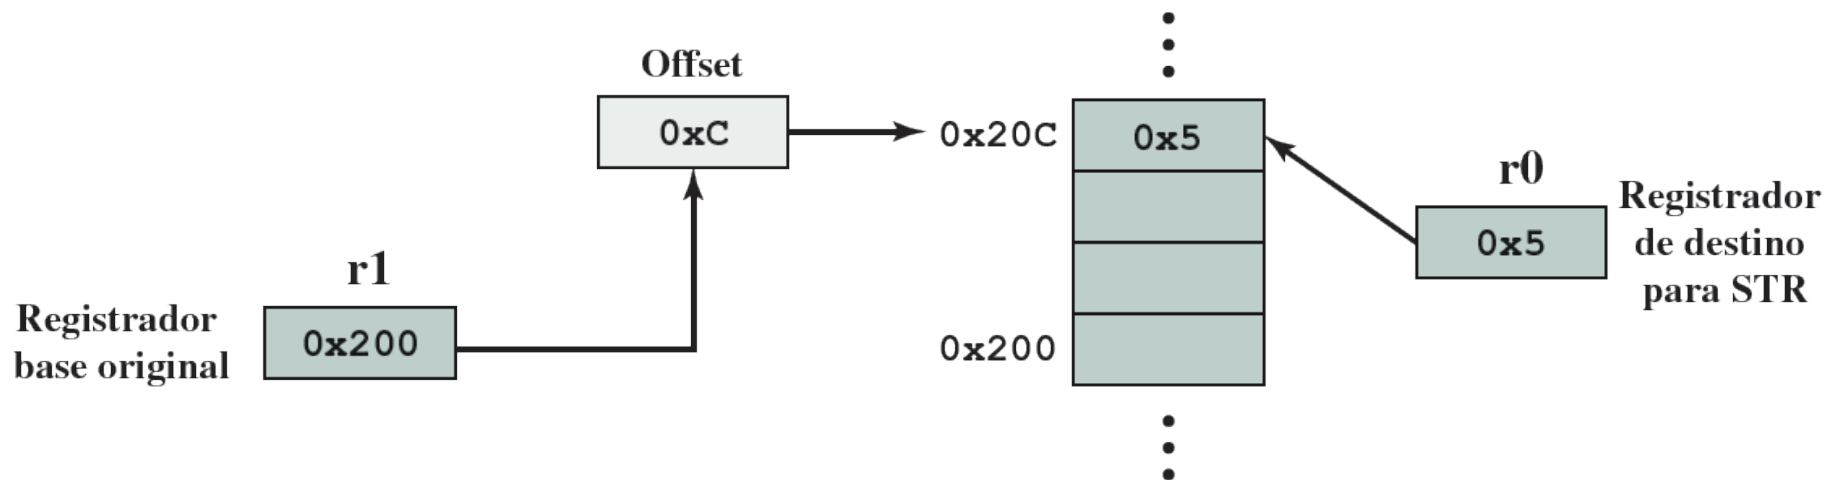 Offset
0xC
0x20C
0x5
r0
Registrador
de destino
para STR
0x5
r1
Registrador
base original
0x200
0x200